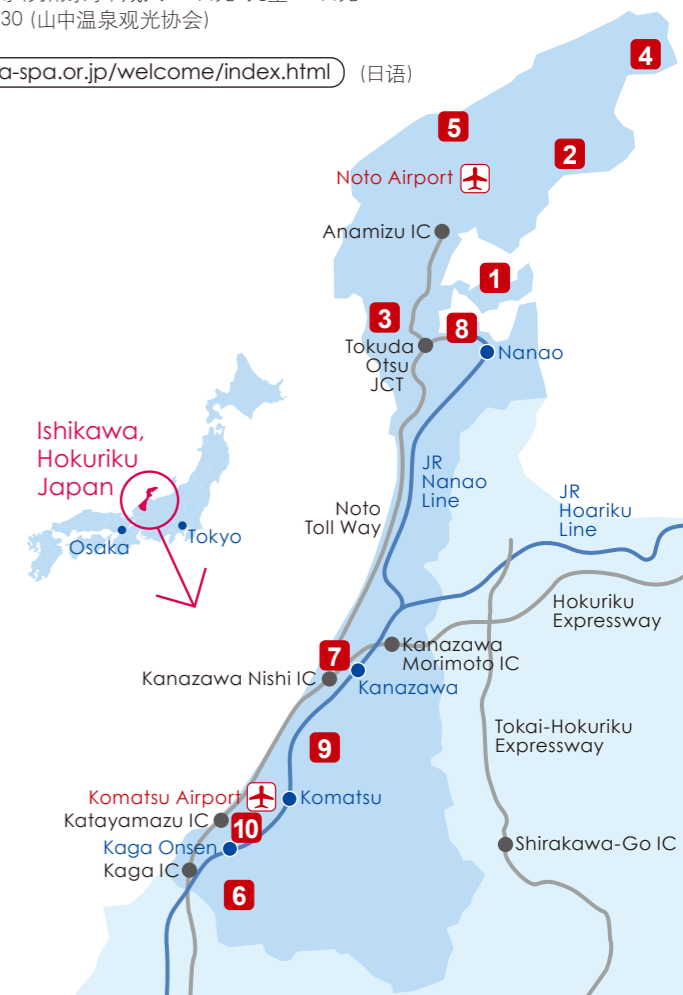 30 (山中温泉观光协会)
a-spa.or.jp/welcome/index.html (日语)
4
5
2
Noto Airport
Anamizu IC
1
3
8
Tokuda
Otsu
JCT
Nanao
Ishikawa,
Hokuriku
Japan
JR
Nanao
Line
JR
Hoariku
Line
Noto
Toll Way
Osaka
Tokyo
Hokuriku
Expressway
Kanazawa
Morimoto IC
7
Kanazawa Nishi IC
Kanazawa
Tokai-Hokuriku
Expressway
9
Komatsu Airport
Komatsu
Katayamazu IC
10
Kaga Onsen
Shirakawa-Go IC
Kaga IC
6